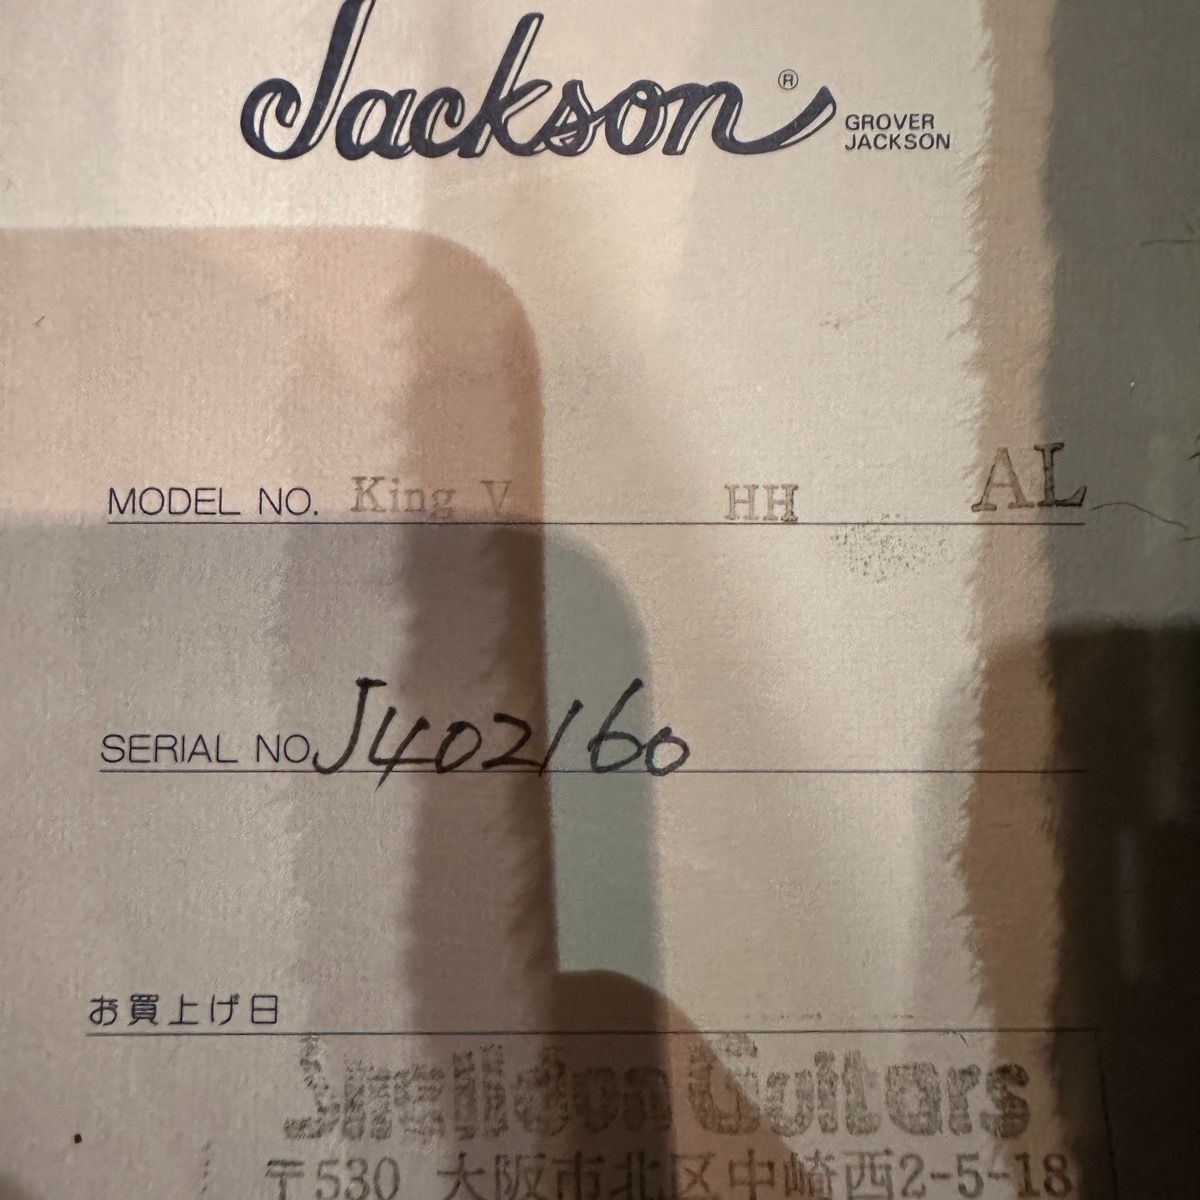 Jackson®
GROVER
JACKSON
MODEL NO. King V HH AL
SERIAL NO. J402160
お買上げ日
Shelldon Guitars
〒530 大阪市北区中崎西2-5-18